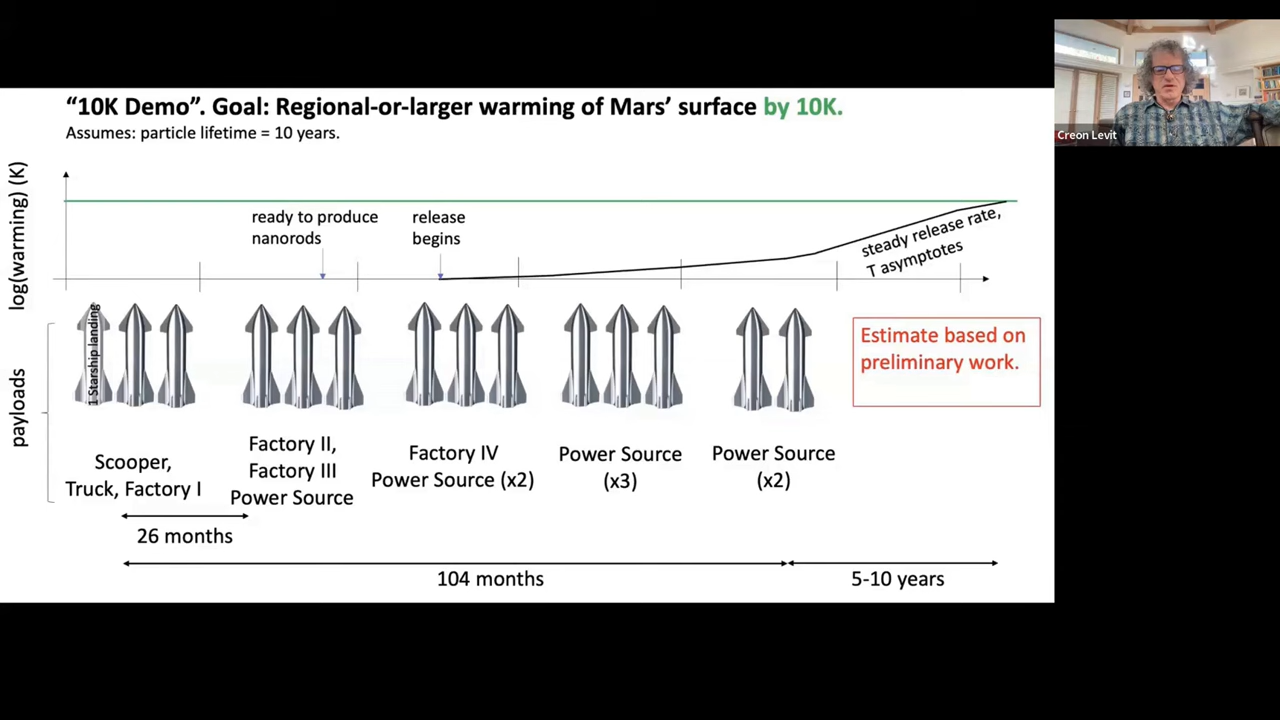 “10K Demo”. Goal: Regional-or-larger warming of Mars’ surface by 10K.
Assumes: particle lifetime = 10 years.
Creon Levit
log(warming) (K)
ready to produce
nanorods
release
begins
steady release rate,
T asymptotes
payloads
1 Starship landing
Estimate based on
preliminary work.
Scooper,
Truck, Factory I
Factory II,
Factory III
Power Source
Factory IV
Power Source (x2)
Power Source
(x3)
Power Source
(x2)
26 months
104 months
5-10 years